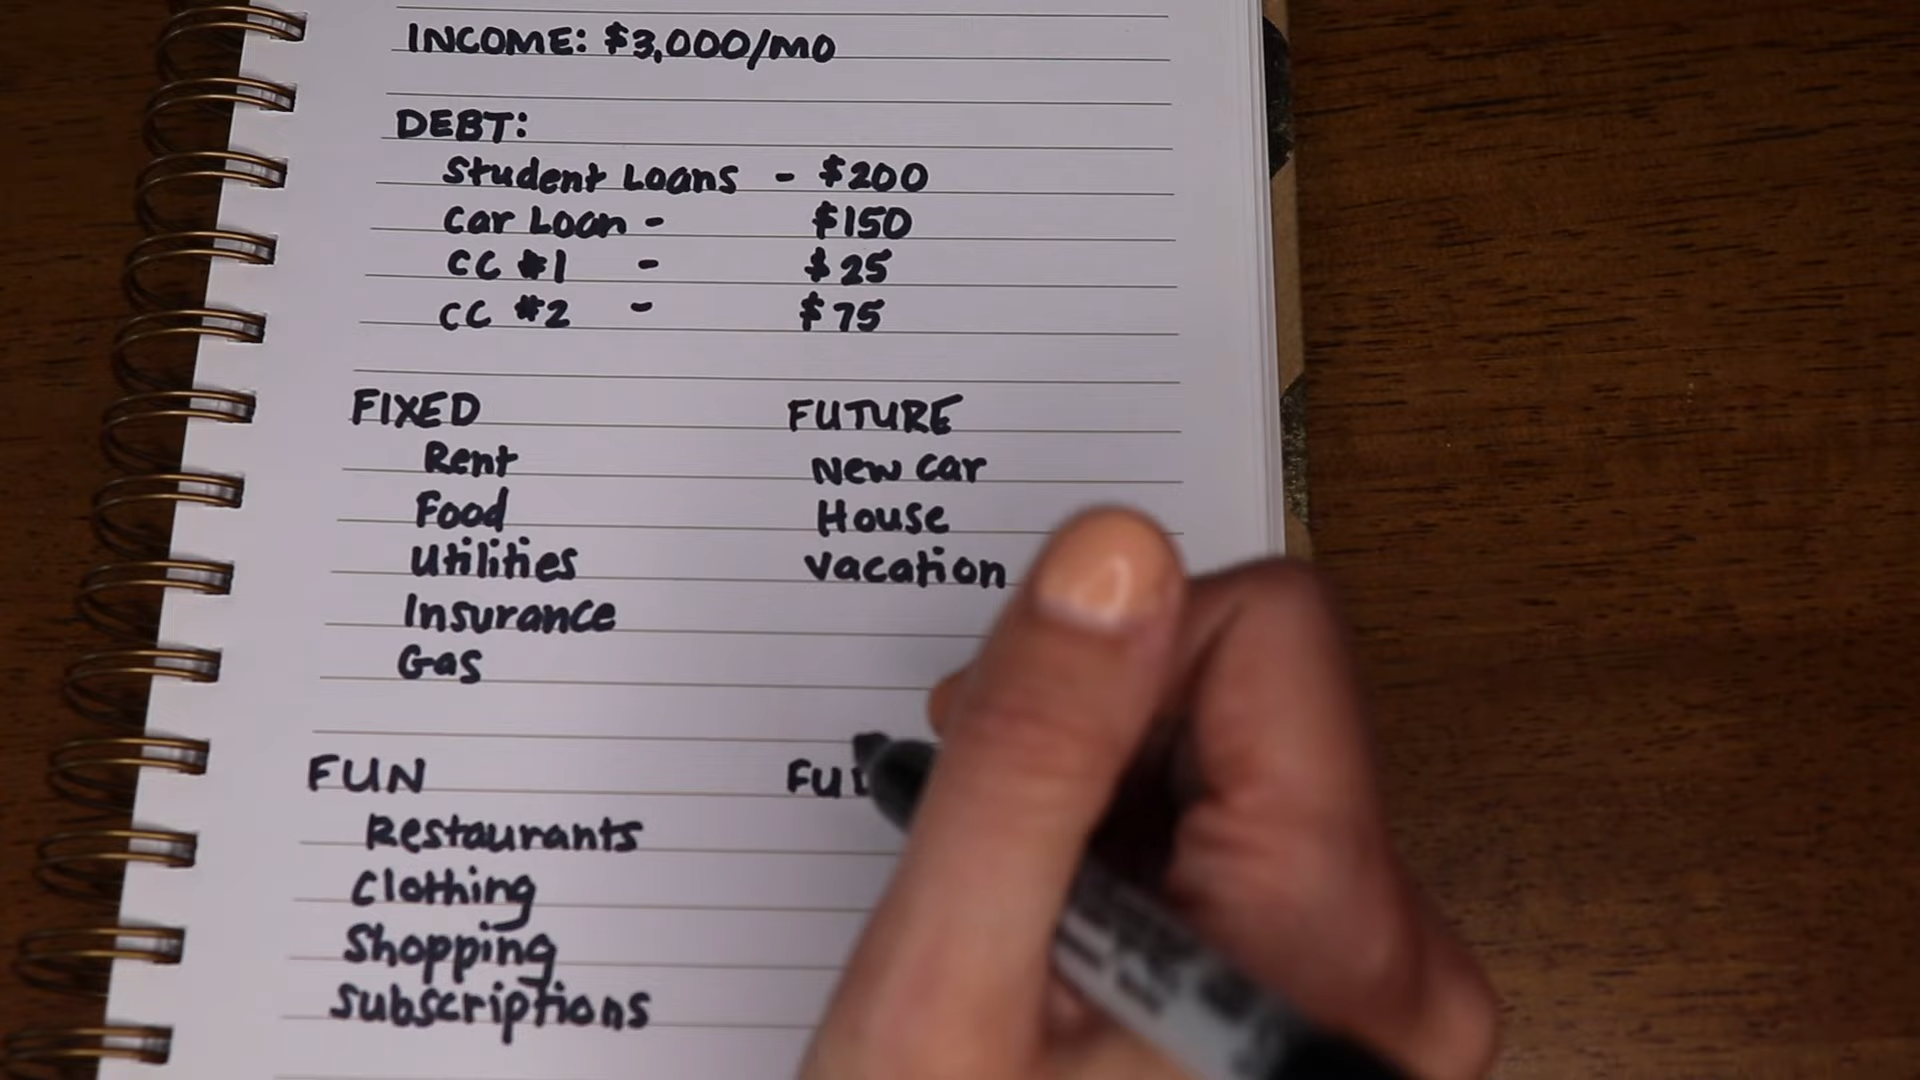 INCOME: $3,000/MO
DEBT:
Student Loans - $200
Car Loan - $150
CC #1 - $25
CC #2 - $75
FIXED
Rent
Food
Utilities
Insurance
Gas
FUTURE
New Car
House
Vacation
FUN
Restaurants
Clothing
Shopping
Subscriptions